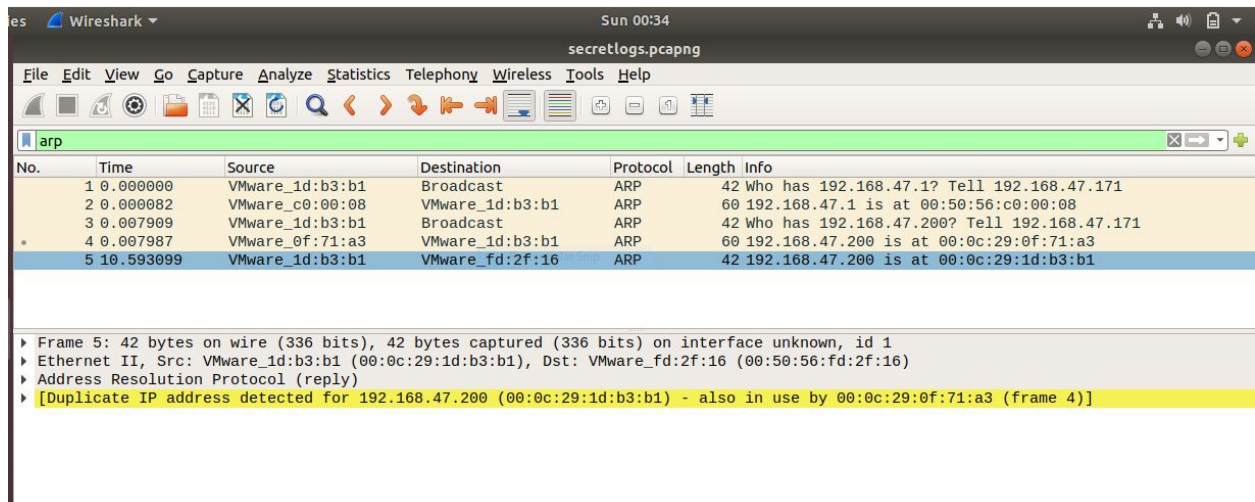 ies Wireshark Sun 00:34
secretlogs.pcapng
File Edit View Go Capture Analyze Statistics Telephony Wireless Tools Help
arp
No. Time Source Destination Protocol Length Info
1 0.000000 VMware_1d:b3:b1 Broadcast ARP 42 Who has 192.168.47.1? Tell 192.168.47.171
2 0.000082 VMware_c0:00:08 VMware_1d:b3:b1 ARP 60 192.168.47.1 is at 00:50:56:c0:00:08
3 0.007909 VMware_1d:b3:b1 Broadcast ARP 42 Who has 192.168.47.200? Tell 192.168.47.171
4 0.007987 VMware_0f:71:a3 VMware_1d:b3:b1 ARP 60 192.168.47.200 is at 00:0c:29:0f:71:a3
5 10.593099 VMware_1d:b3:b1 VMware_fd:2f:16 ARP 42 192.168.47.200 is at 00:0c:29:1d:b3:b1
Frame 5: 42 bytes on wire (336 bits), 42 bytes captured (336 bits) on interface unknown, id 1
Ethernet II, Src: VMware_1d:b3:b1 (00:0c:29:1d:b3:b1), Dst: VMware_fd:2f:16 (00:50:56:fd:2f:16)
Address Resolution Protocol (reply)
[Duplicate IP address detected for 192.168.47.200 (00:0c:29:1d:b3:b1) - also in use by 00:0c:29:0f:71:a3 (frame 4)]